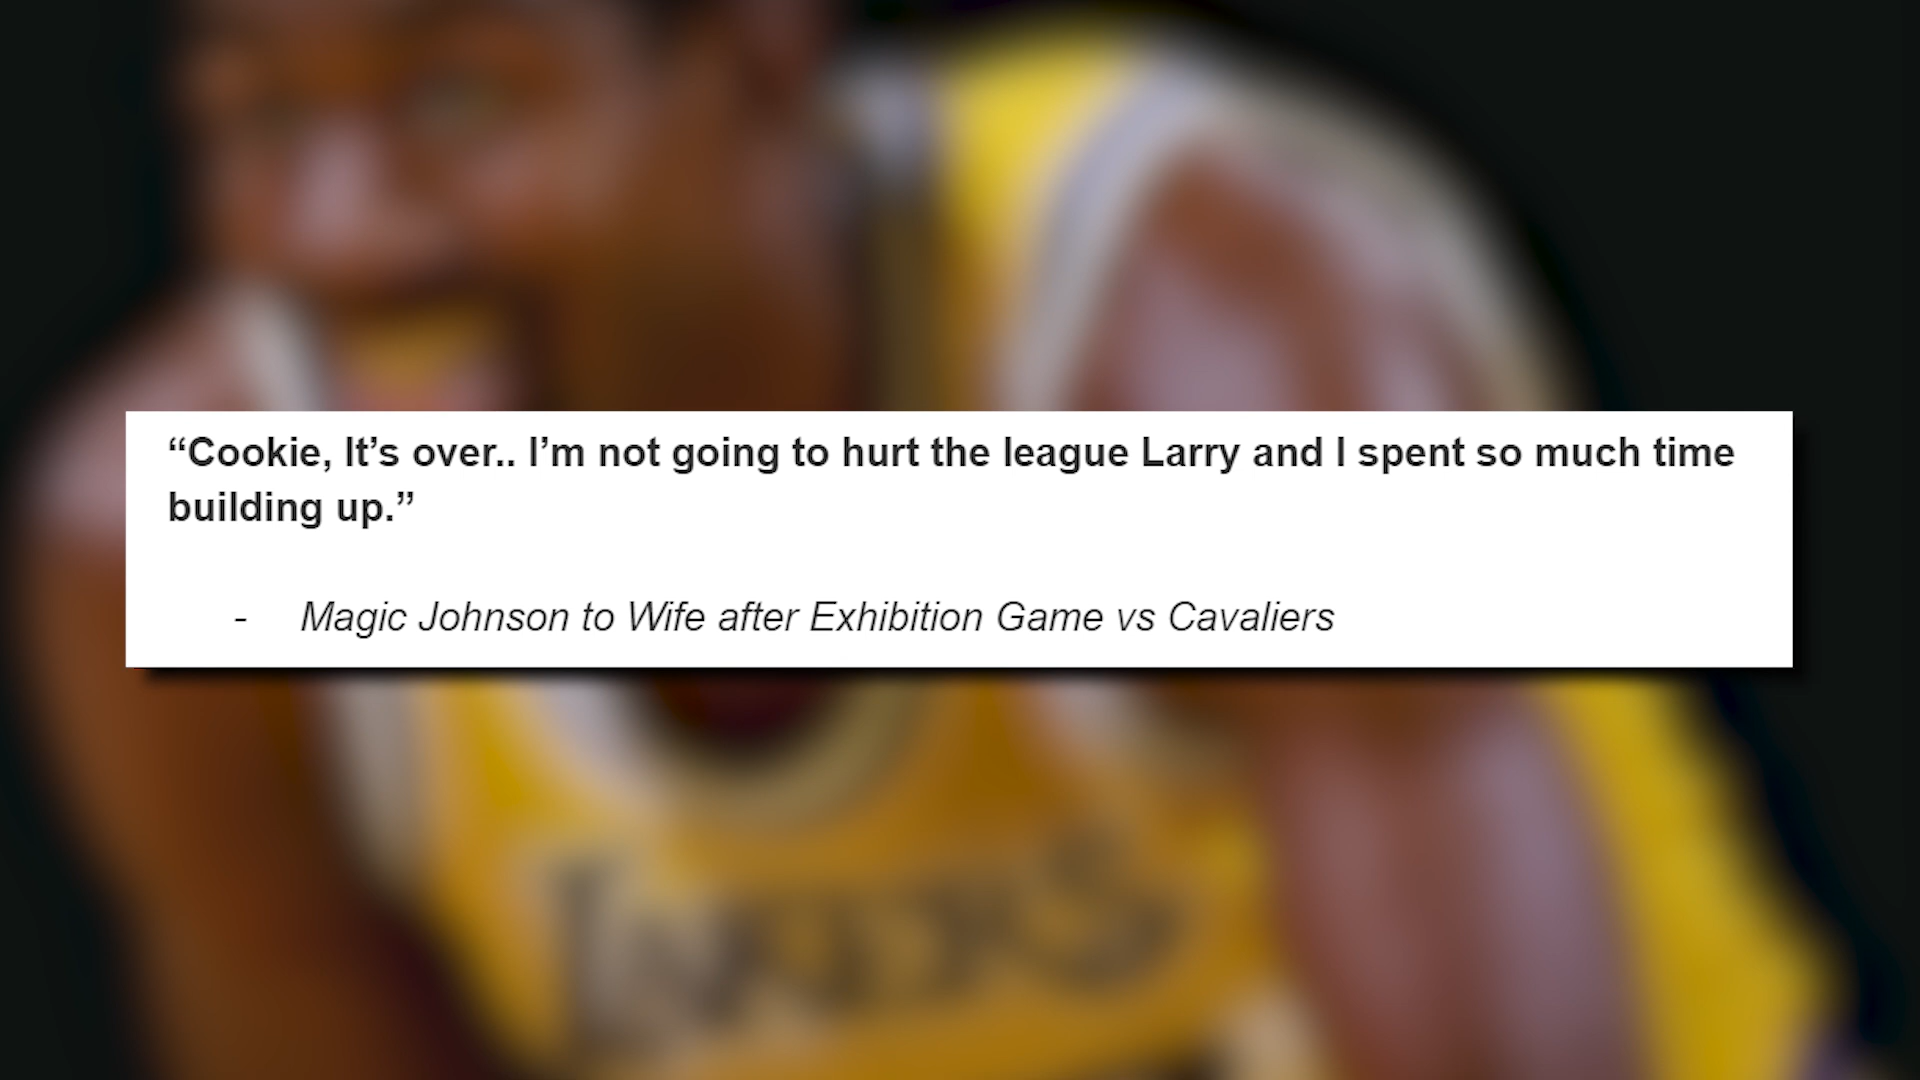 “Cookie, It’s over.. I’m not going to hurt the league Larry and I spent so much time
building up.”
- Magic Johnson to Wife after Exhibition Game vs Cavaliers